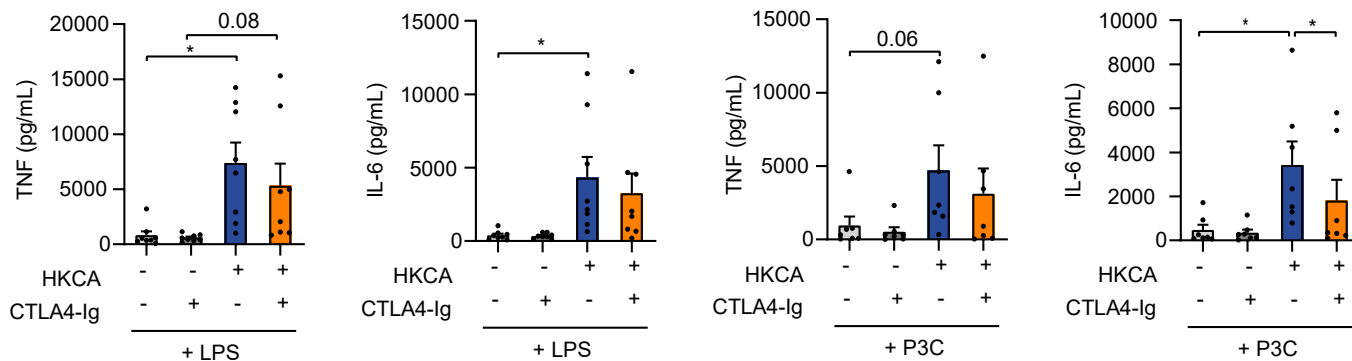 20000
15000
10000
5000
0
TNF (pg/mL)
*
0.08
HKCA - - + +
CTLA4-Ig - + - +
+ LPS
15000
10000
5000
0
IL-6 (pg/mL)
*
HKCA - - + +
CTLA4-Ig - + - +
+ LPS
15000
10000
5000
0
TNF (pg/mL)
0.06
HKCA - - + +
CTLA4-Ig - + - +
+ P3C
10000
8000
6000
4000
2000
0
IL-6 (pg/mL)
* *
HKCA - - + +
CTLA4-Ig - + - +
+ P3C